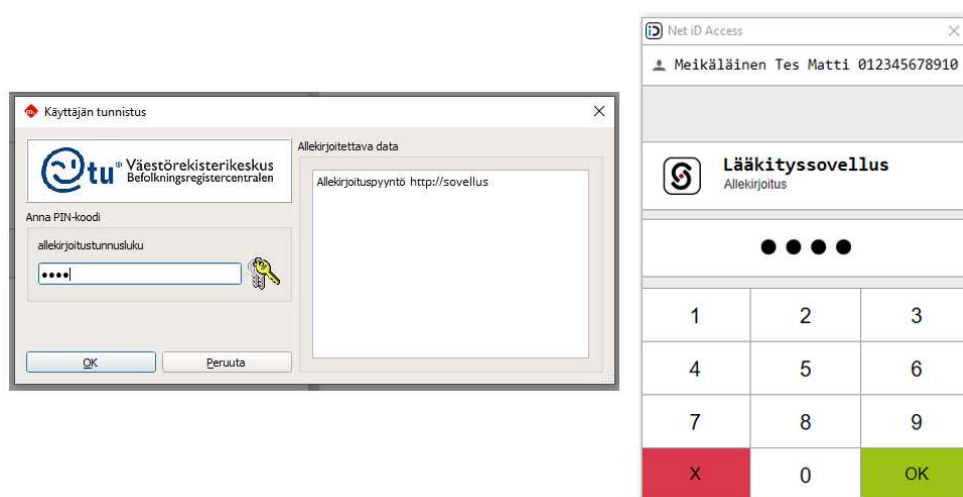 Käyttäjän tunnistus
tu
Väestörekisterikeskus
Befolkningsregistercentralen
Anna PIN-koodi
allekirjoitustunnusluku
OK
Peruuta
Allekirjoitettava data
Allekirjoituspyyntö http://sovellus
Net iD Access
Meikäläinen Tes Matti 012345678910
Lääkityssovellus
Allekirjoitus
1 2 3
4 5 6
7 8 9
X 0 OK